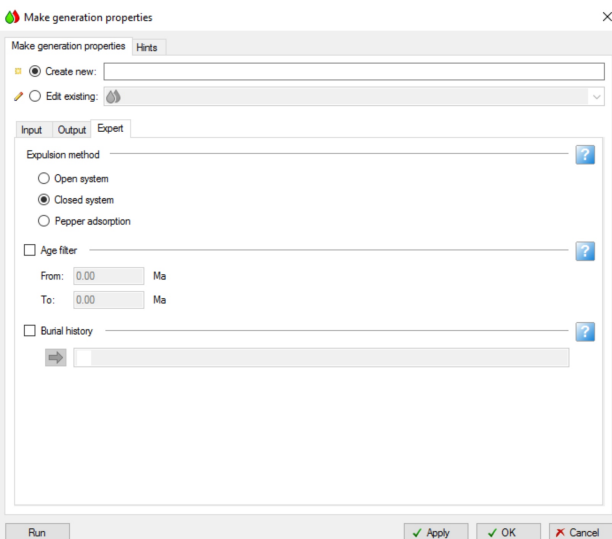 Make generation properties
Make generation properties Hints
Create new:
Edit existing:
Input Output Expert
Expulsion method
?
Open system
Closed system
Pepper adsorption
Age filter
?
From: 0.00 Ma
To: 0.00 Ma
Burial history
?
Run Apply OK Cancel